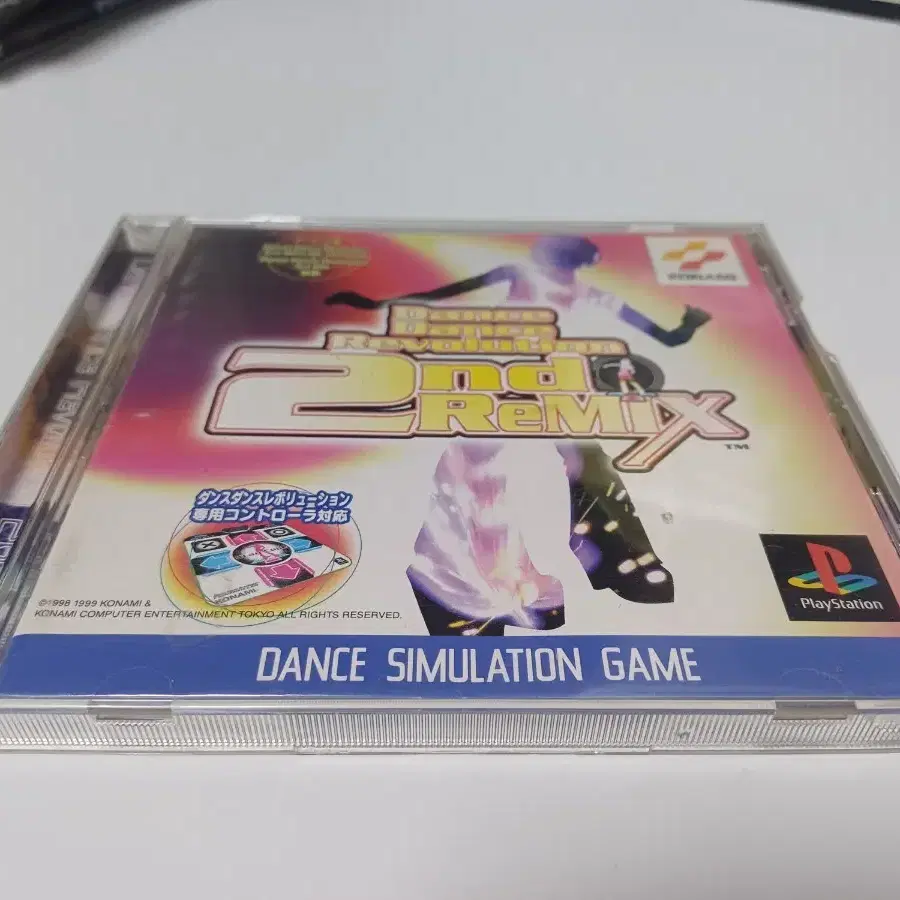 KONAMI
Dance
Dance
Revolution
2nd
ReMiX
TM
ダンスダンスレボリューション
専用コントローラ対応
KONAMI
©1998 1999 KONAMI &
KONAMI COMPUTER ENTERTAINMENT TOKYO ALL RIGHTS RESERVED.
PlayStation
DANCE SIMULATION GAME